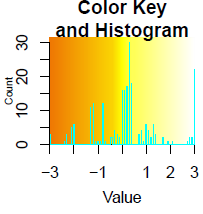 Color Key
and Histogram
Count
0 10 20 30
−3 −1 1 2 3
Value